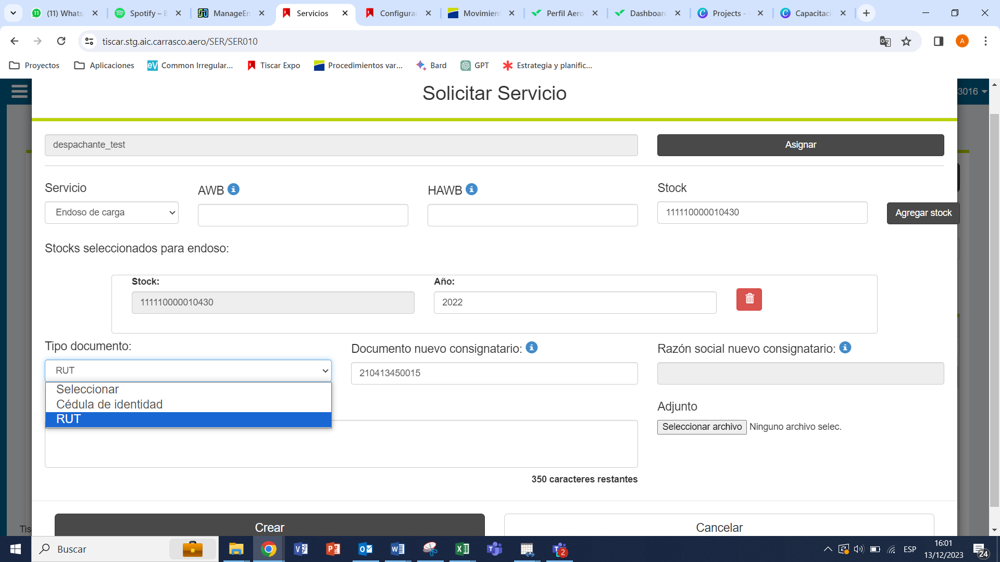 (11) Whats
Spotify – E
ManageEn
Servicios
Configura
Movimien
Perfil Aero
Dashboard
Projects -
Capacitaci
tiscar.stg.aic.carrasco.aero/SER/SER010
A
Proyectos
Aplicaciones
Common Irregular...
Tiscar Expo
Procedimientos var...
Bard
GPT
Estrategia y planific...
Solicitar Servicio
3016
despachante_test
Asignar
Servicio
AWB
HAWB
Stock
Endoso de carga
111110000010430
Agregar stock
Stocks seleccionados para endoso:
Stock:
Año:
111110000010430
2022
Tipo documento:
Documento nuevo consignatario:
Razón social nuevo consignatario:
RUT
210413450015
Seleccionar
Cédula de identidad
RUT
Adjunto
Seleccionar archivo
Ninguno archivo selec.
350 caracteres restantes
Tis
Crear
Cancelar
Buscar
ESP
16:01
13/12/2023
24
2